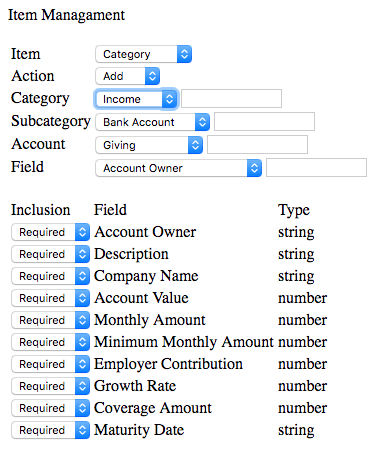 Item Managament
Item Category
Action Add
Category Income
Subcategory Bank Account
Account Giving
Field Account Owner
Inclusion Field Type
Required Account Owner string
Required Description string
Required Company Name string
Required Account Value number
Required Monthly Amount number
Required Minimum Monthly Amount number
Required Employer Contribution number
Required Growth Rate number
Required Coverage Amount number
Required Maturity Date string